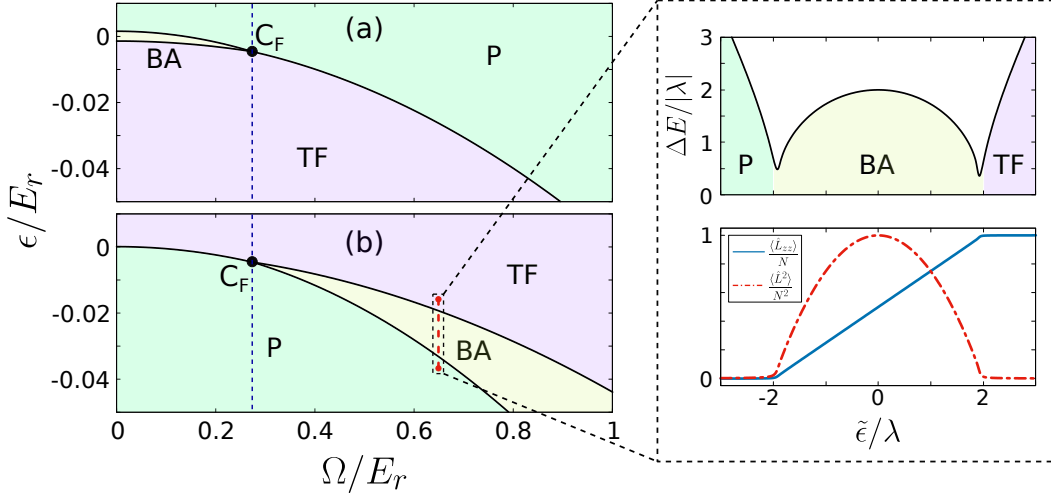 0
-0.02
-0.04
(a)
C_F
P
BA
TF
ϵ/E_r
0
-0.02
-0.04
(b)
C_F
TF
P
BA
0 0.2 0.4 0.6 0.8 1
Ω/E_r
ΔE/|λ|
3
2
1
0
P BA TF
1
0
⟨L̂_zz⟩/N
⟨L̂²⟩/N²
-2 0 2
ϵ̃/λ